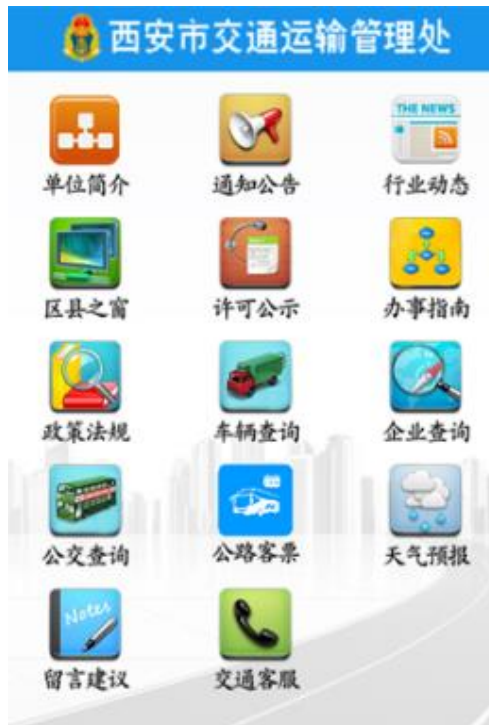 西安市交通运输管理处
THE NEWS
单位简介 通知公告 行业动态
区县之窗 许可公示 办事指南
政策法规 车辆查询 企业查询
公交查询 公路客票 天气预报
Notes
留言建议 交通客服